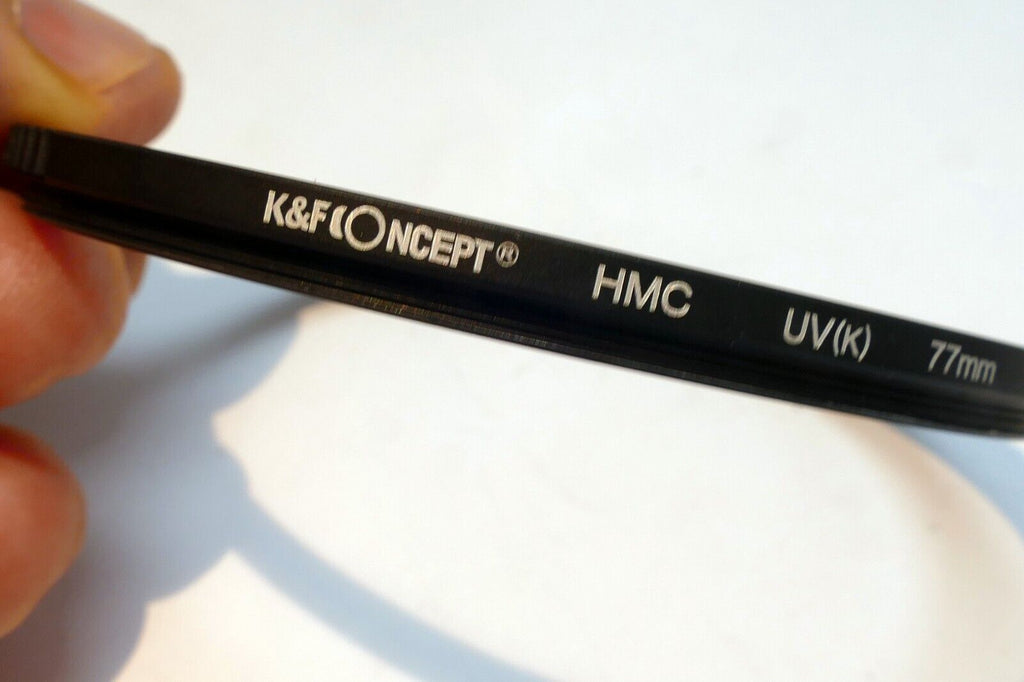 K&F CONCEPT® HMC UV(K) 77mm